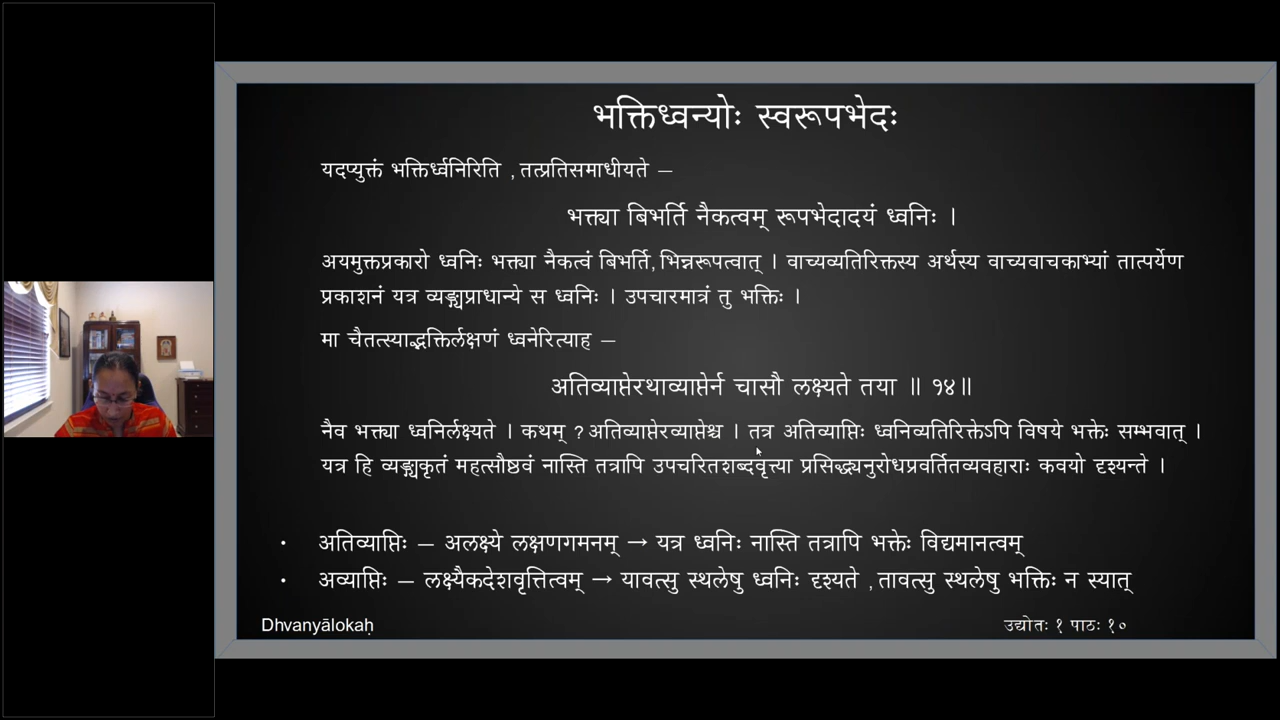 भक्तिध्वन्योः स्वरूपभेदः
यदप्युक्तं भक्तिर्ध्वनिरिति , तत्प्रतिसमाधीयते —
भक्त्या बिभर्ति नैकत्वम् रूपभेदादयं ध्वनिः ।
अयमुक्तप्रकारो ध्वनिः भक्त्या नैकत्वं बिभर्ति, भिन्नरूपत्वात् । वाच्यव्यतिरिक्तस्य अर्थस्य वाच्यवाचकाभ्यां तात्पर्येण
प्रकाशनं यत्र व्यङ्ग्यप्राधान्ये स ध्वनिः । उपचारमात्रं तु भक्तिः ।
मा चैतत्स्याद्भक्तिर्लक्षणं ध्वनेरित्याह —
अतिव्याप्तेरथाव्याप्तेर्न चासौ लक्ष्यते तया ॥ १४॥
नैव भक्त्या ध्वनिर्लक्ष्यते । कथम् ? अतिव्याप्तेरव्याप्तेश्च । तत्र अतिव्याप्तिः ध्वनिव्यतिरिक्तेऽपि विषये भक्तेः सम्भवात् ।
यत्र हि व्यङ्ग्यकृतं महत्सौष्ठवं नास्ति तत्रापि उपचरितशब्दवृत्त्या प्रसिद्ध्यनुरोधप्रवर्तितव्यवहाराः कवयो दृश्यन्ते ।
• अतिव्याप्तिः — अलक्ष्ये लक्षणगमनम् → यत्र ध्वनिः नास्ति तत्रापि भक्तेः विद्यमानत्वम्
• अव्याप्तिः — लक्ष्यैकदेशवृत्तित्वम् → यावत्सु स्थलेषु ध्वनिः दृश्यते , तावत्सु स्थलेषु भक्तिः न स्यात्
Dhvanyālokaḥ
उद्योतः १ पाठः १०